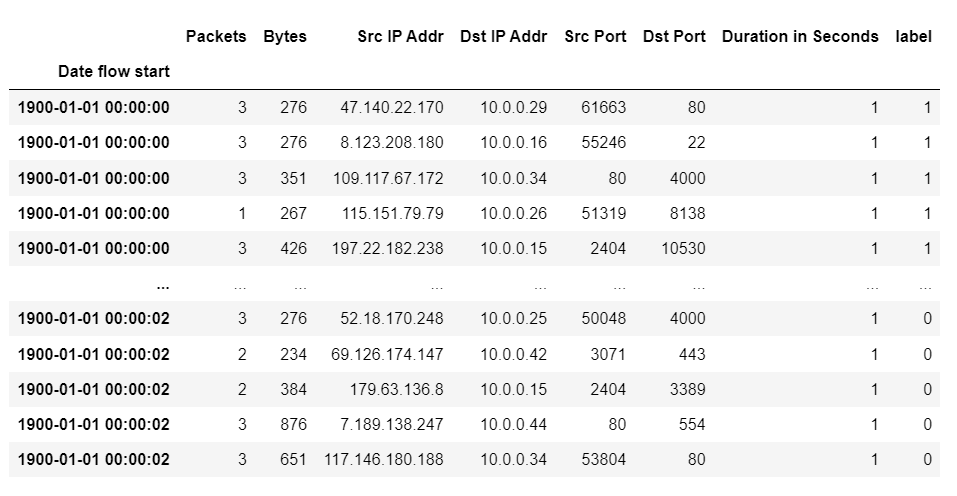 Packets Bytes Src IP Addr Dst IP Addr Src Port Dst Port Duration in Seconds label
Date flow start
1900-01-01 00:00:00 3 276 47.140.22.170 10.0.0.29 61663 80 1 1
1900-01-01 00:00:00 3 276 8.123.208.180 10.0.0.16 55246 22 1 1
1900-01-01 00:00:00 3 351 109.117.67.172 10.0.0.34 80 4000 1 1
1900-01-01 00:00:00 1 267 115.151.79.79 10.0.0.26 51319 8138 1 1
1900-01-01 00:00:00 3 426 197.22.182.238 10.0.0.15 2404 10530 1 1
... ... ... ... ... ... ... ... ...
1900-01-01 00:00:02 3 276 52.18.170.248 10.0.0.25 50048 4000 1 0
1900-01-01 00:00:02 2 234 69.126.174.147 10.0.0.42 3071 443 1 0
1900-01-01 00:00:02 2 384 179.63.136.8 10.0.0.15 2404 3389 1 0
1900-01-01 00:00:02 3 876 7.189.138.247 10.0.0.44 80 554 1 0
1900-01-01 00:00:02 3 651 117.146.180.188 10.0.0.34 53804 80 1 0